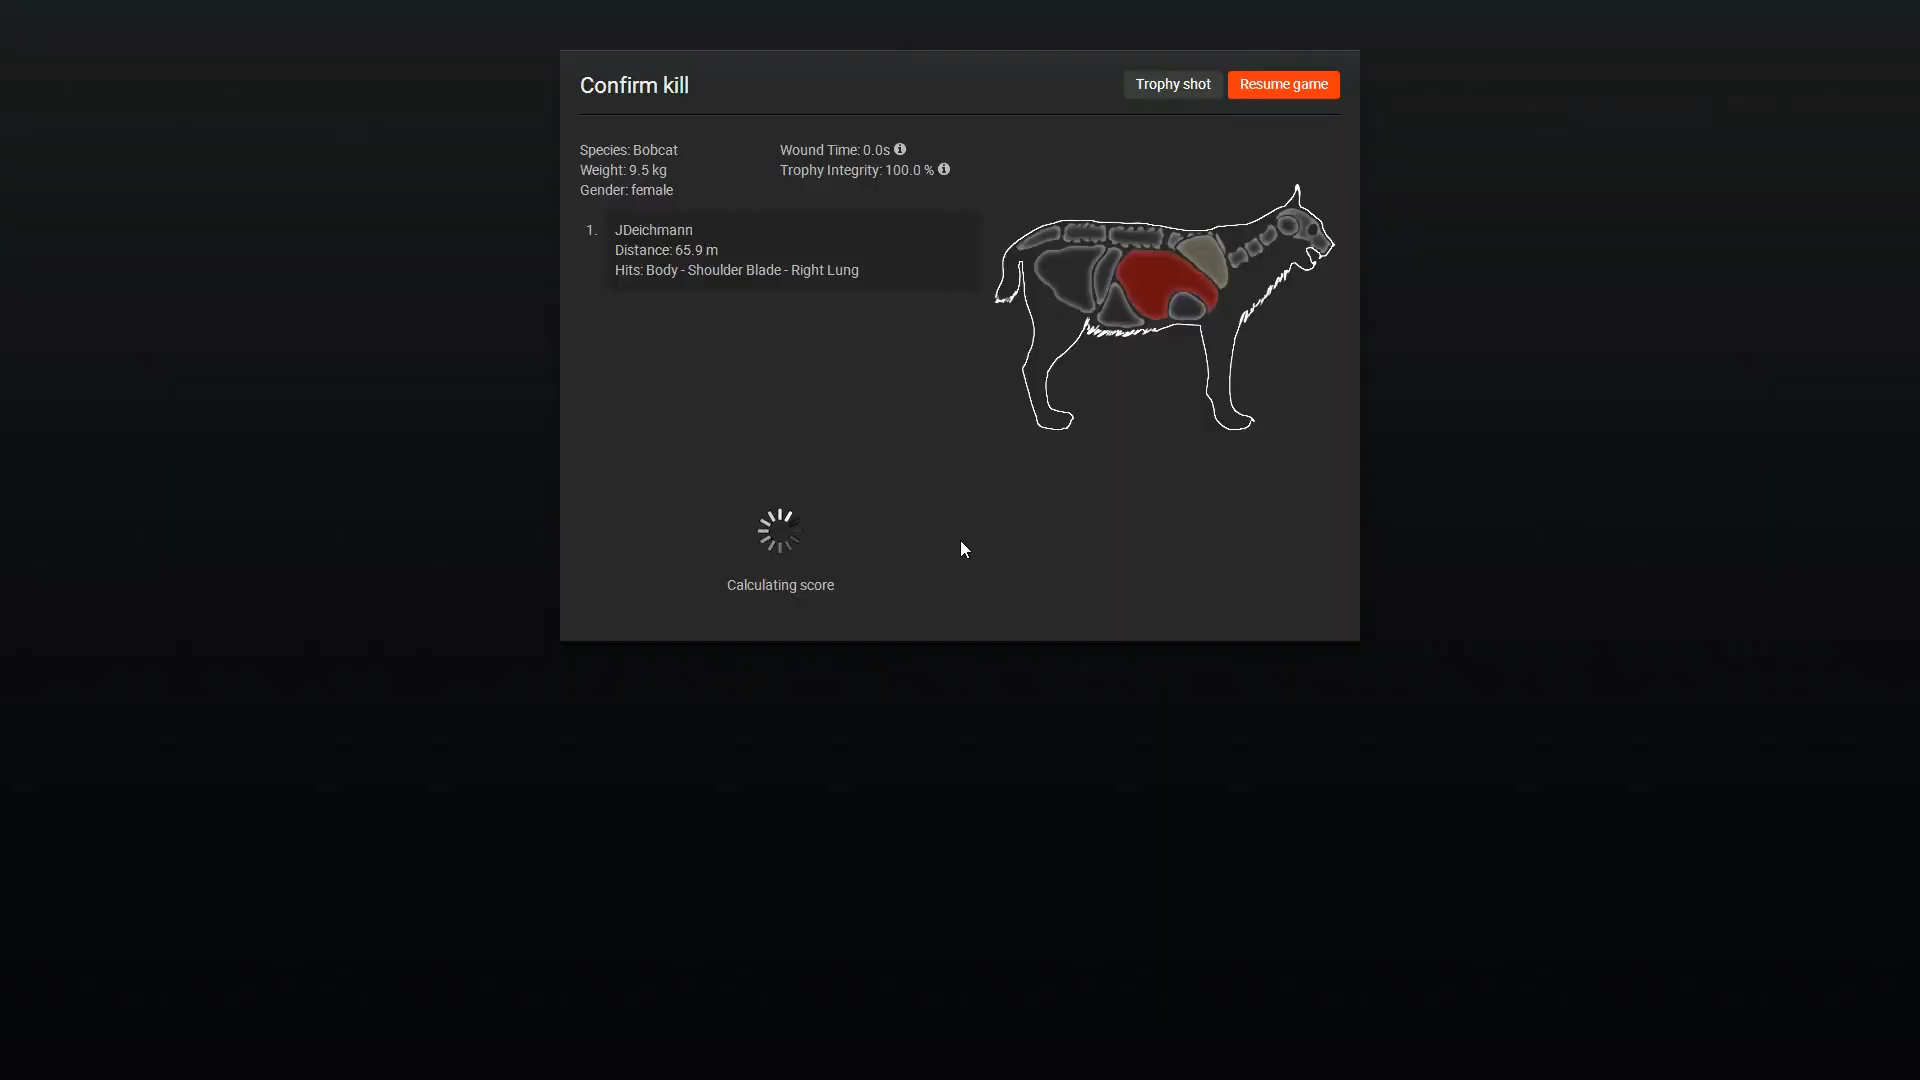 Confirm kill
Trophy shot
Resume game
Species: Bobcat
Weight: 9.5 kg
Gender: female
Wound Time: 0.0s
Trophy Integrity: 100.0 %
1.
JDeichmann
Distance: 65.9 m
Hits: Body - Shoulder Blade - Right Lung
Calculating score